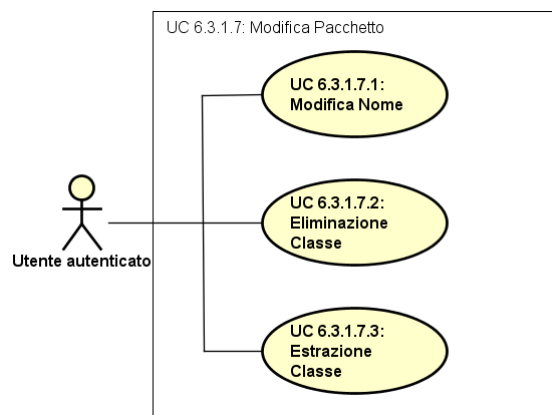 UC 6.3.1.7: Modifica Pacchetto
UC 6.3.1.7.1:
Modifica Nome
UC 6.3.1.7.2:
Eliminazione
Classe
Utente autenticato
UC 6.3.1.7.3:
Estrazione
Classe